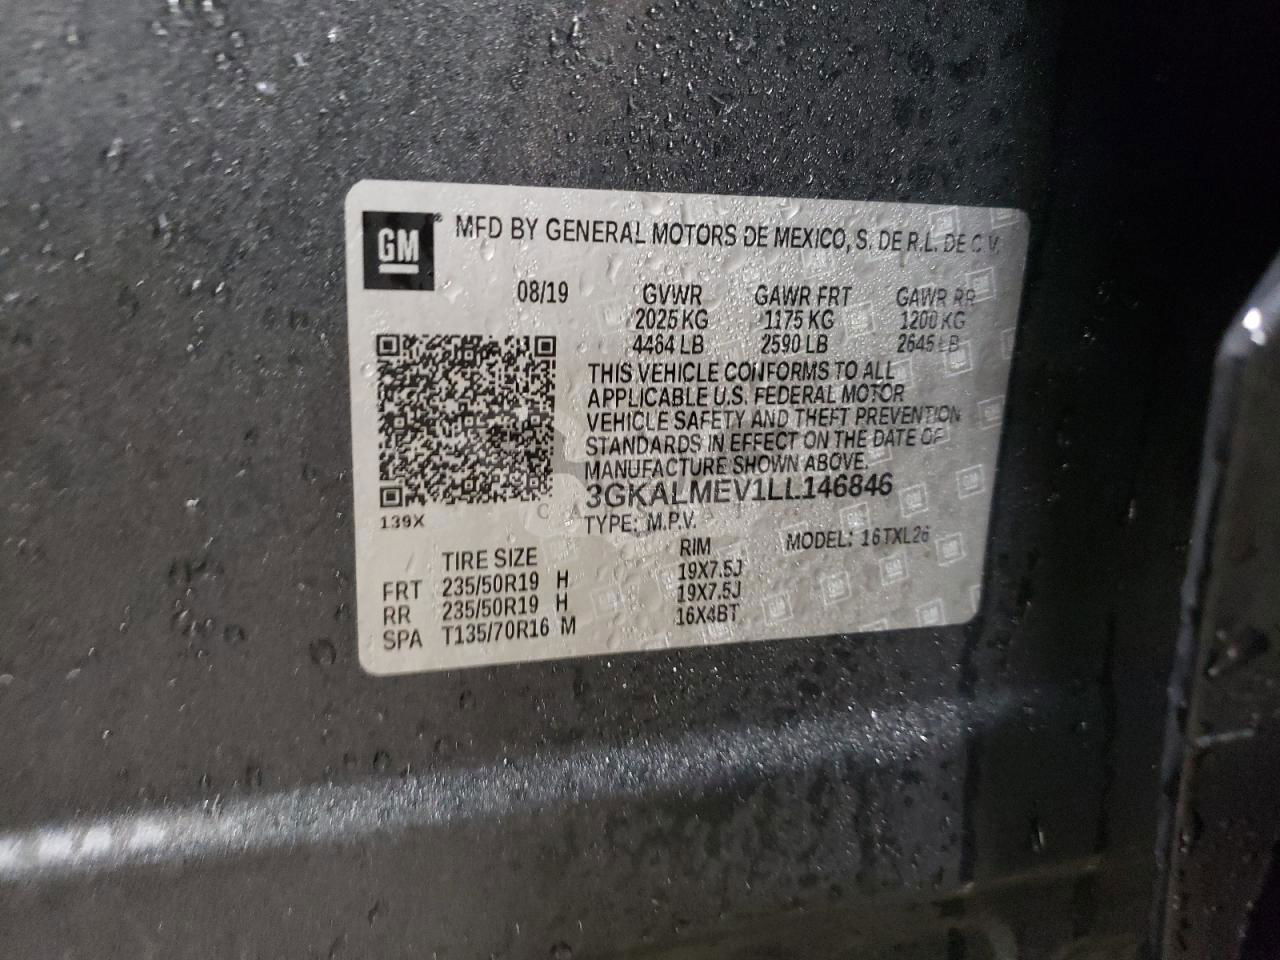 GM
MFD BY GENERAL MOTORS DE MEXICO, S. DE R.L. DE C.V.
08/19 GVWR GAWR FRT GAWR RR
2025 KG 1175 KG 1200 KG
4464 LB 2590 LB 2645 LB
THIS VEHICLE CONFORMS TO ALL
APPLICABLE U.S. FEDERAL MOTOR
VEHICLE SAFETY AND THEFT PREVENTION
STANDARDS IN EFFECT ON THE DATE OF
MANUFACTURE SHOWN ABOVE.
3GKALMEV1LL146846
139X
TYPE: M.P.V.
MODEL: 16TXL26
TIRE SIZE RIM
FRT 235/50R19 H 19X7.5J
RR 235/50R19 H 19X7.5J
SPA T135/70R16 M 16X4BT